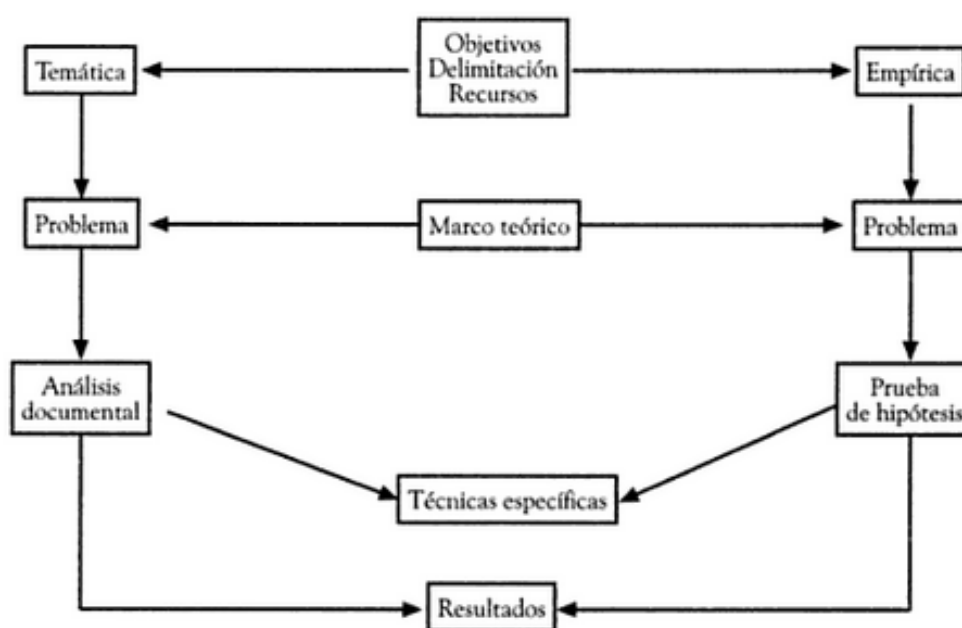 Temática
Objetivos
Delimitación
Recursos
Empírica
Problema
Marco teórico
Problema
Análisis
documental
Prueba
de hipótesis
Técnicas específicas
Resultados